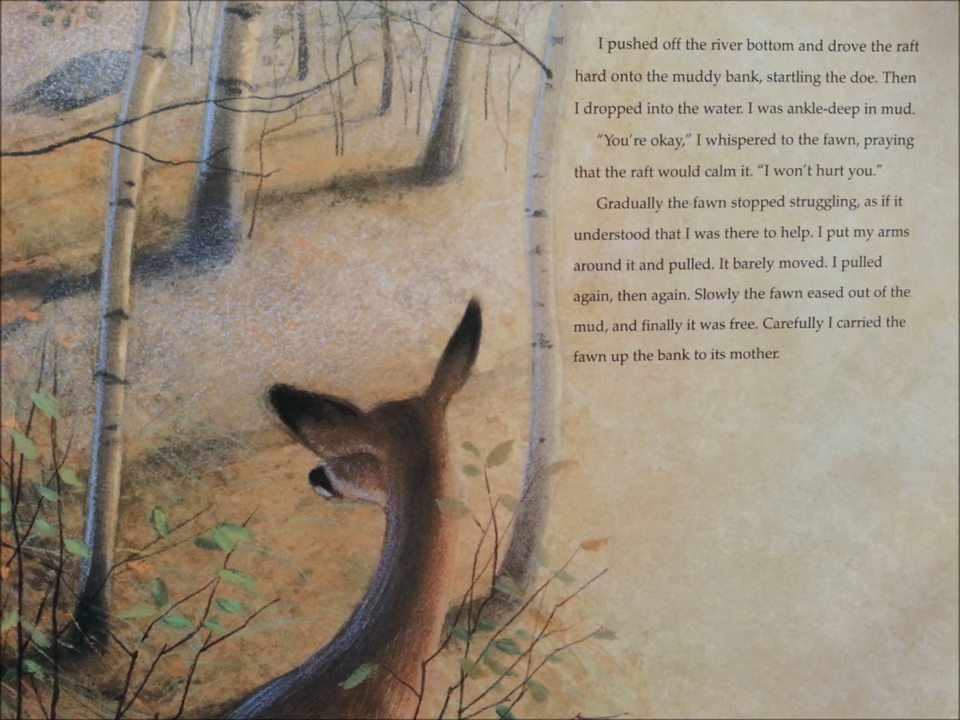 I pushed off the river bottom and drove the raft
hard onto the muddy bank, startling the doe. Then
I dropped into the water. I was ankle-deep in mud.
“You’re okay,” I whispered to the fawn, praying
that the raft would calm it. “I won’t hurt you.”
Gradually the fawn stopped struggling, as if it
understood that I was there to help. I put my arms
around it and pulled. It barely moved. I pulled
again, then again. Slowly the fawn eased out of the
mud, and finally it was free. Carefully I carried the
fawn up the bank to its mother.